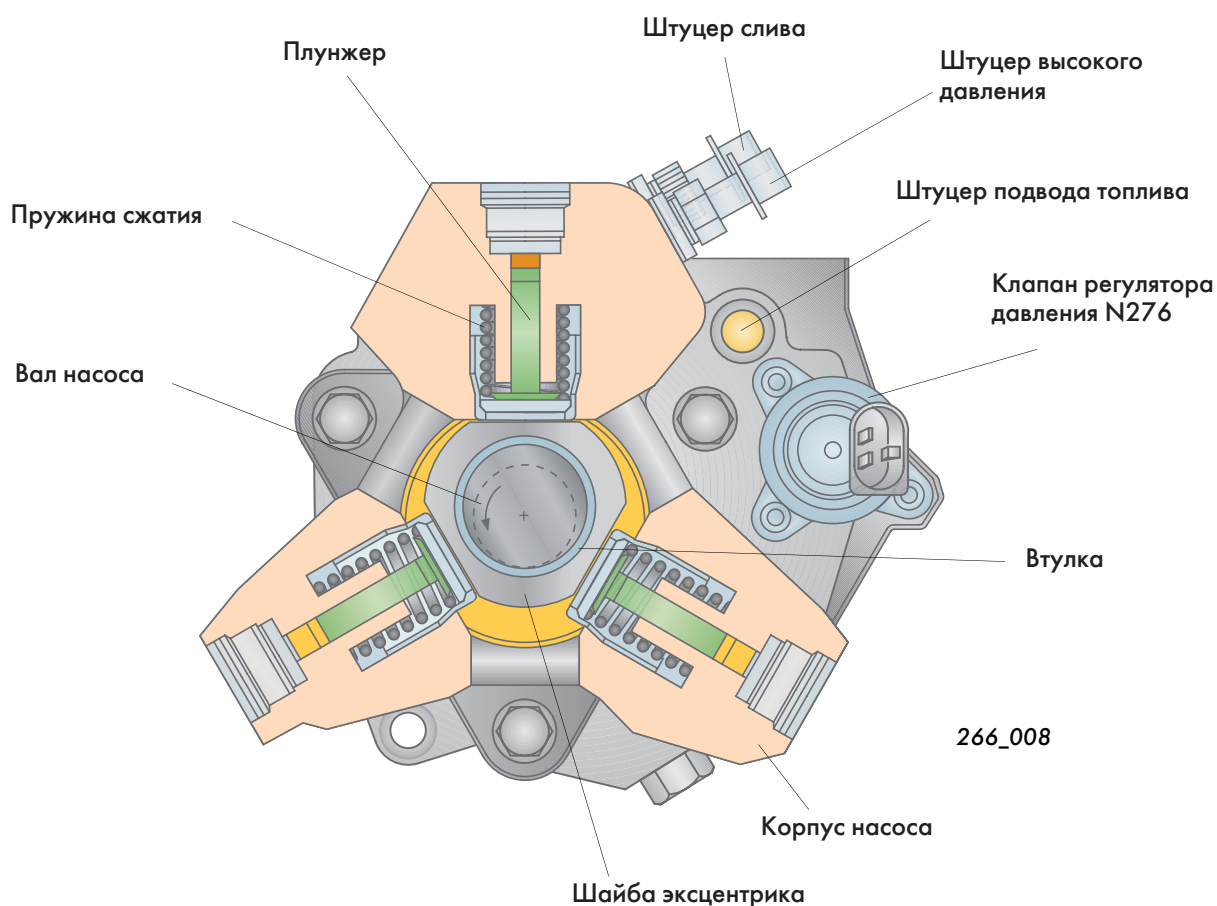 Штуцер слива
Плунжер
Штуцер высокого
давления
Штуцер подвода топлива
Пружина сжатия
Клапан регулятора
давления N276
Вал насоса
Втулка
266_008
Корпус насоса
Шайба эксцентрика